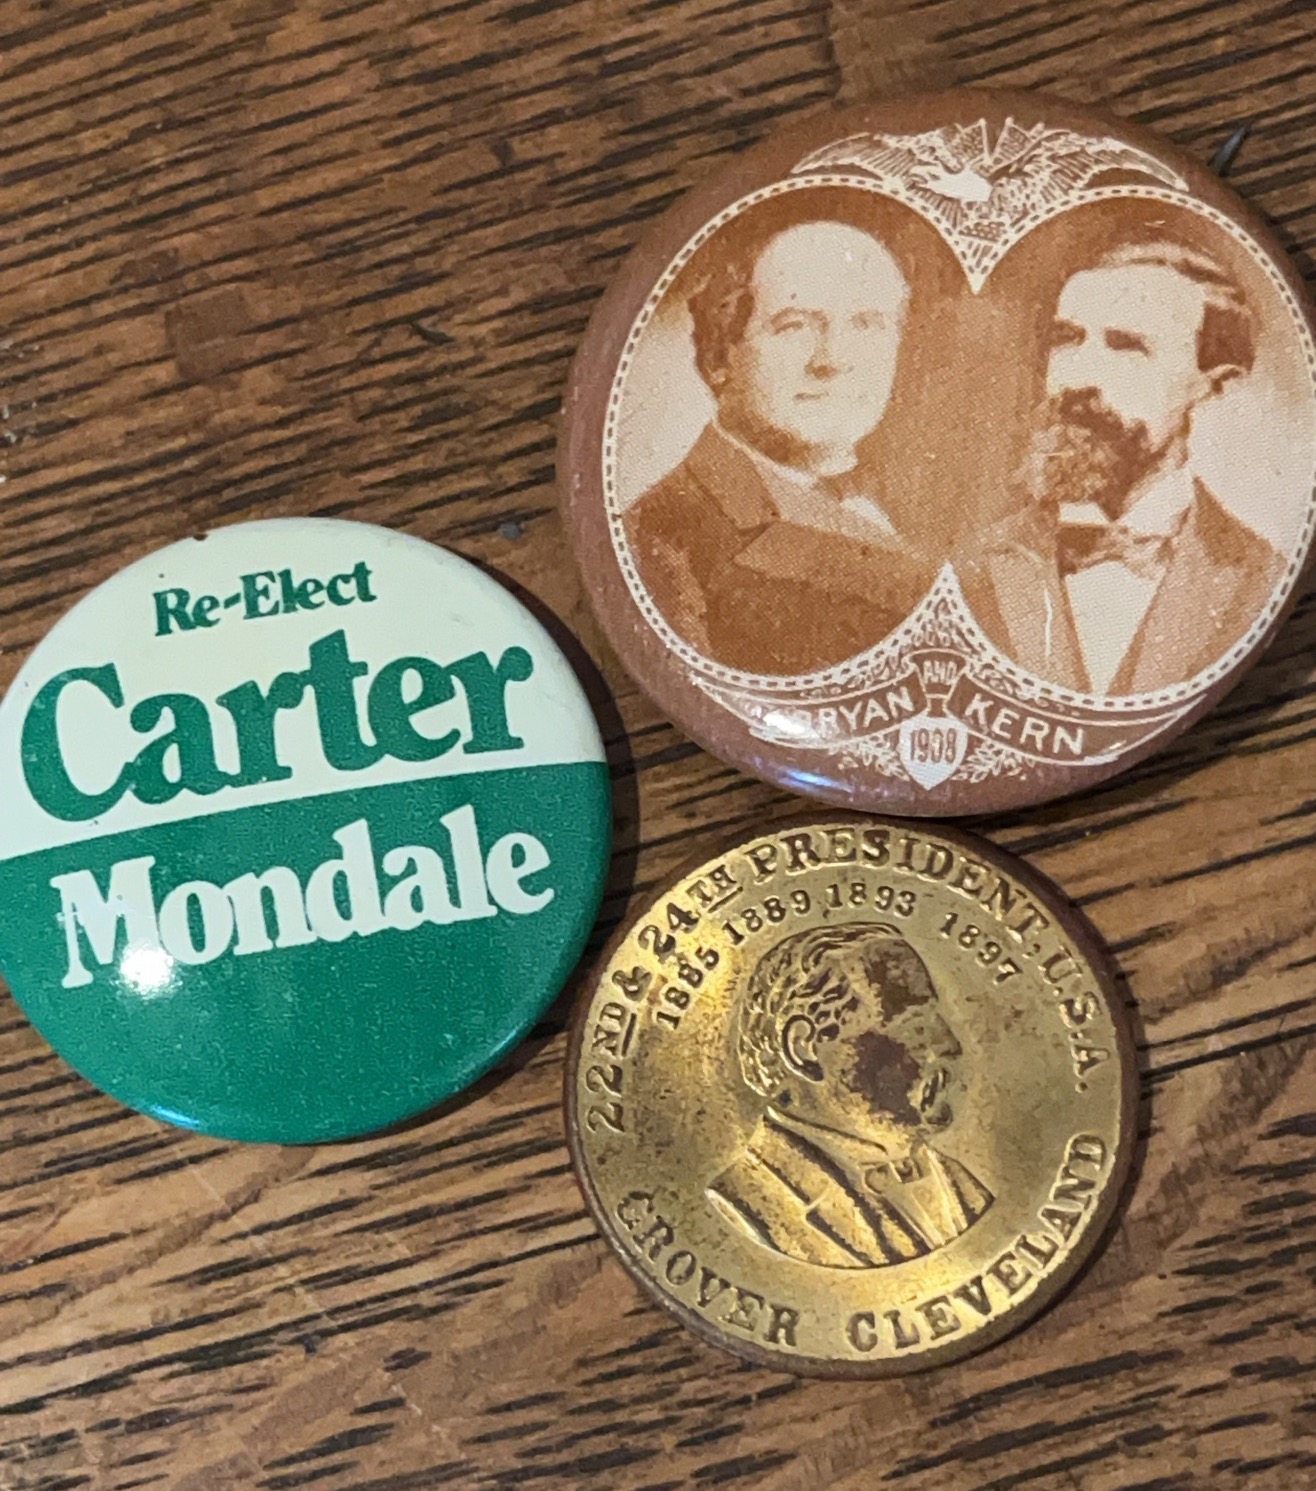 BRYAN AND KERN
1908
Re-Elect
Carter
Mondale
22ND & 24TH PRESIDENT, U.S.A.
1885 1889 1893 1897
GROVER CLEVELAND